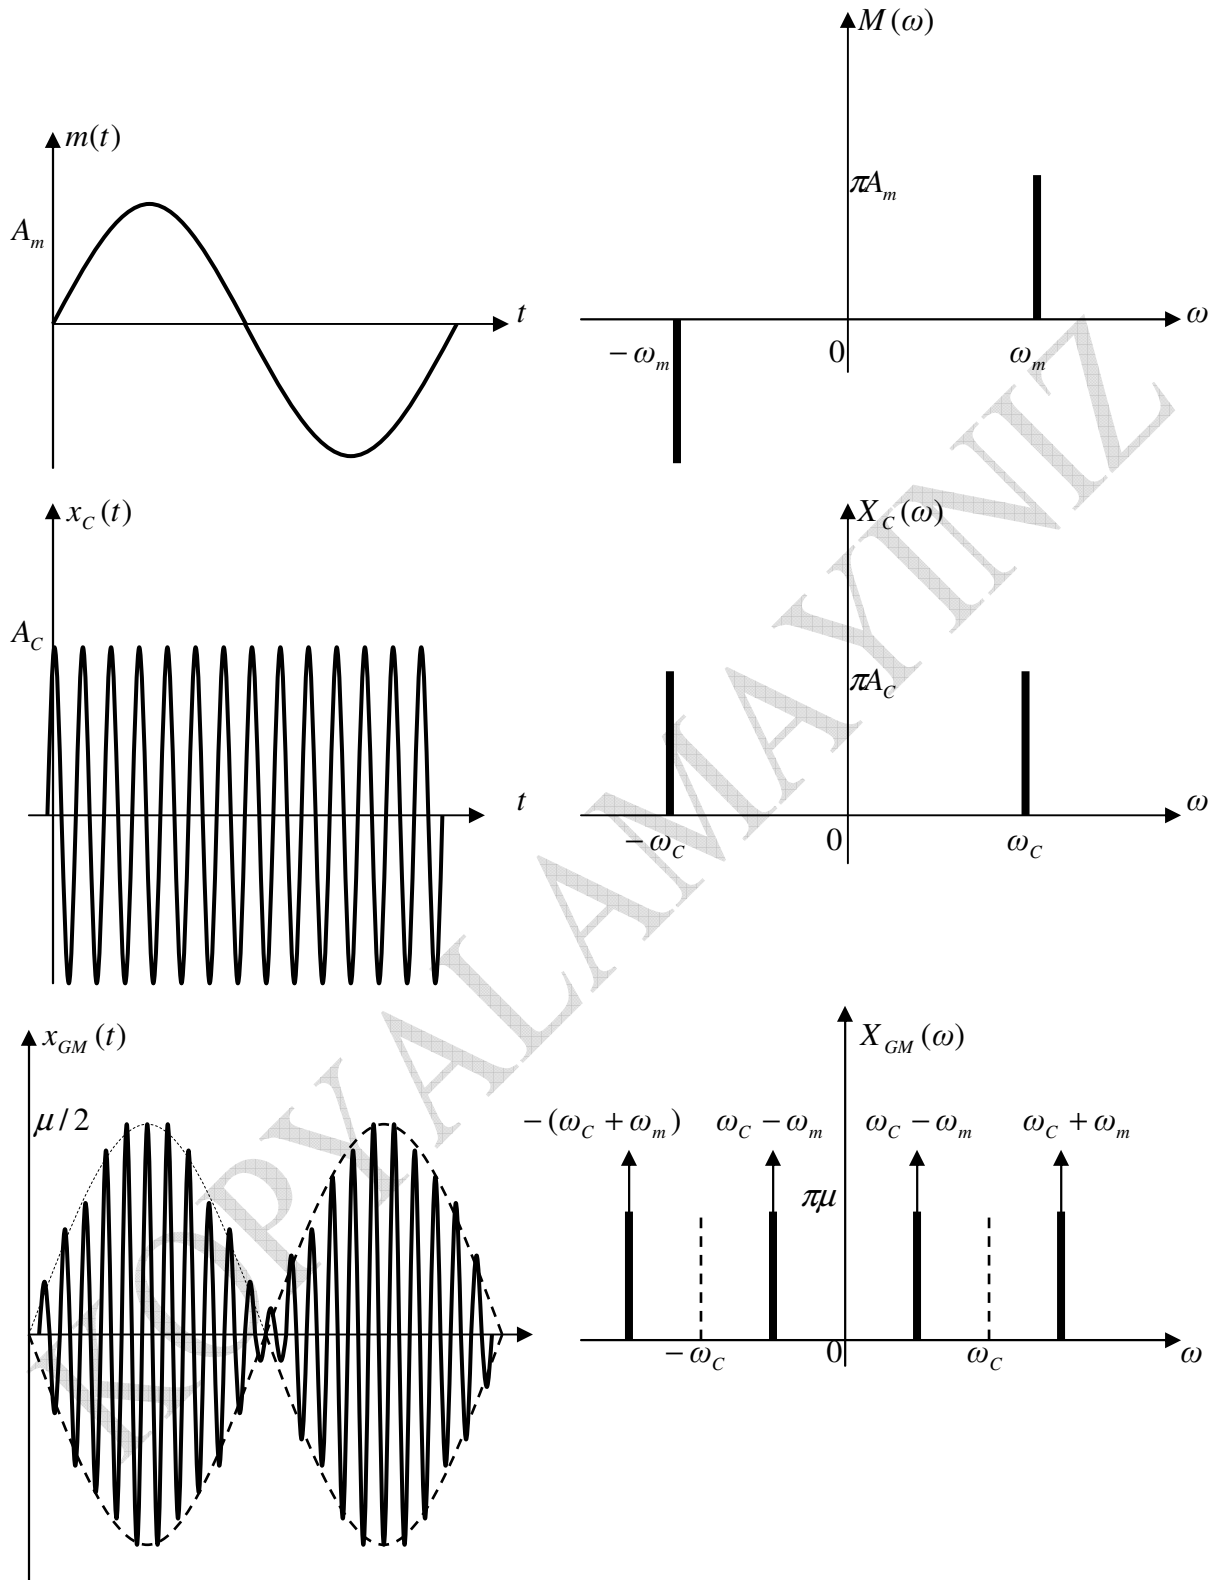 M(ω)
m(t)
πA_m
A_m
t
ω
−ω_m
0
ω_m
x_C(t)
X_C(ω)
A_C
πA_C
t
ω
−ω_C
0
ω_C
x_GM(t)
X_GM(ω)
μ/2
−(ω_C + ω_m)
ω_C − ω_m
ω_C − ω_m
ω_C + ω_m
πμ
−ω_C
0
ω_C
ω
KOPYALAMAYINIZ